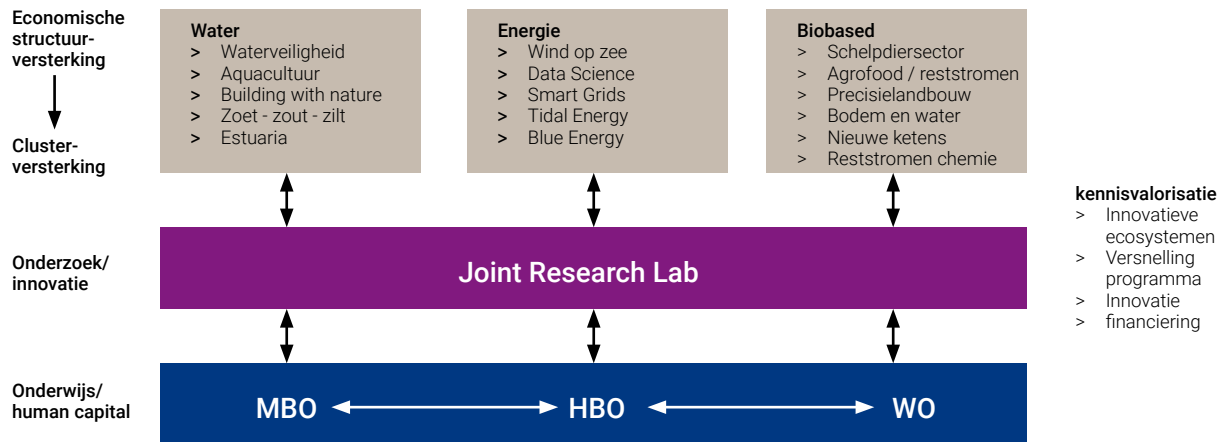 Economische
structuur-
versterking
Cluster-
versterking
Water
> Waterveiligheid
> Aquacultuur
> Building with nature
> Zoet - zout - zilt
> Estuaria
Energie
> Wind op zee
> Data Science
> Smart Grids
> Tidal Energy
> Blue Energy
Biobased
> Schelpdiersector
> Agrofood / reststromen
> Precisielandbouw
> Bodem en water
> Nieuwe ketens
> Reststromen chemie
kennisvalorisatie
> Innovatieve
ecosystemen
> Versnelling
programma
> Innovatie
> financiering
Onderzoek/
innovatie
Joint Research Lab
Onderwijs/
human capital
MBO
HBO
WO